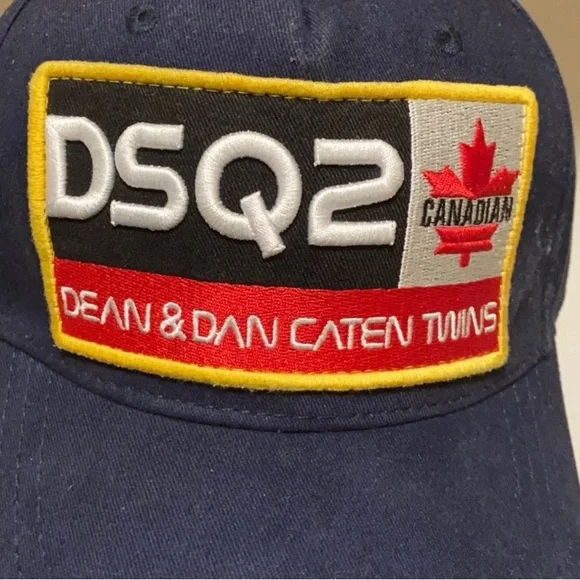 DSQ2
CANADIAN
DEAN & DAN CATEN TWINS